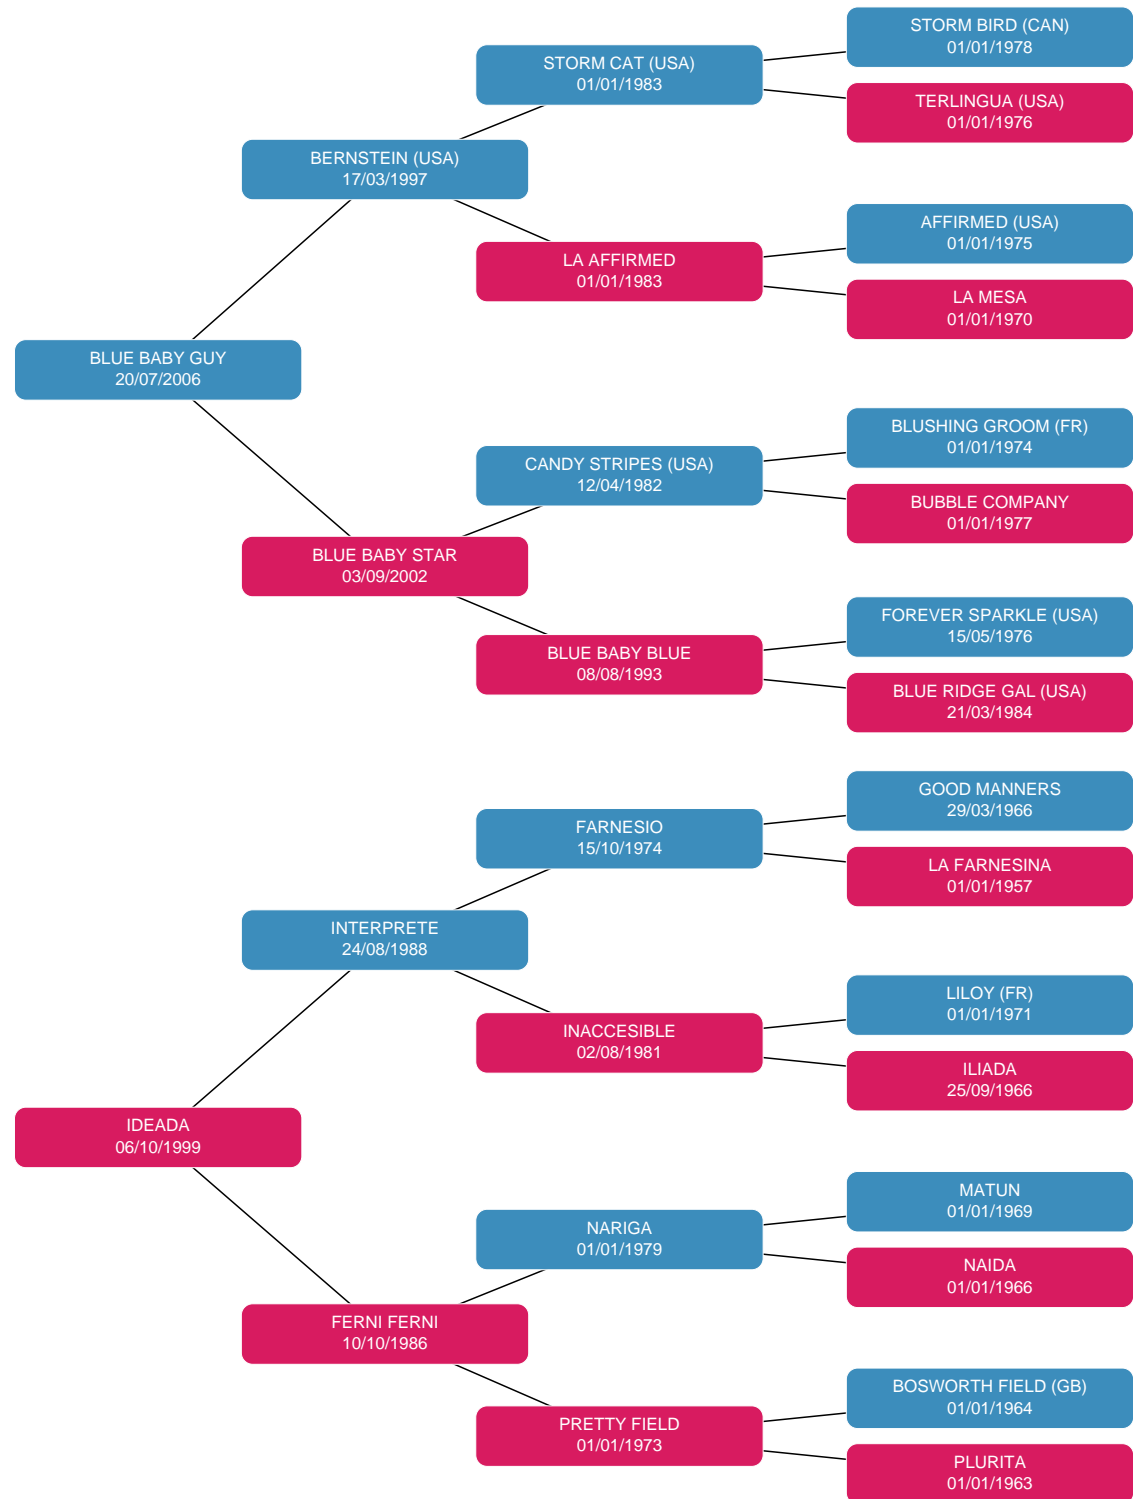 STORM BIRD (CAN)
01/01/1978
STORM CAT (USA)
01/01/1983
TERLINGUA (USA)
01/01/1976
BERNSTEIN (USA)
17/03/1997
AFFIRMED (USA)
01/01/1975
LA AFFIRMED
01/01/1983
LA MESA
01/01/1970
BLUE BABY GUY
20/07/2006
BLUSHING GROOM (FR)
01/01/1974
CANDY STRIPES (USA)
12/04/1982
BUBBLE COMPANY
01/01/1977
BLUE BABY STAR
03/09/2002
FOREVER SPARKLE (USA)
15/05/1976
BLUE BABY BLUE
08/08/1993
BLUE RIDGE GAL (USA)
21/03/1984
GOOD MANNERS
29/03/1966
FARNESIO
15/10/1974
LA FARNESINA
01/01/1957
INTERPRETE
24/08/1988
LILOY (FR)
01/01/1971
INACCESIBLE
02/08/1981
ILIADA
25/09/1966
IDEADA
06/10/1999
MATUN
01/01/1969
NARIGA
01/01/1979
NAIDA
01/01/1966
FERNI FERNI
10/10/1986
BOSWORTH FIELD (GB)
01/01/1964
PRETTY FIELD
01/01/1973
PLURITA
01/01/1963